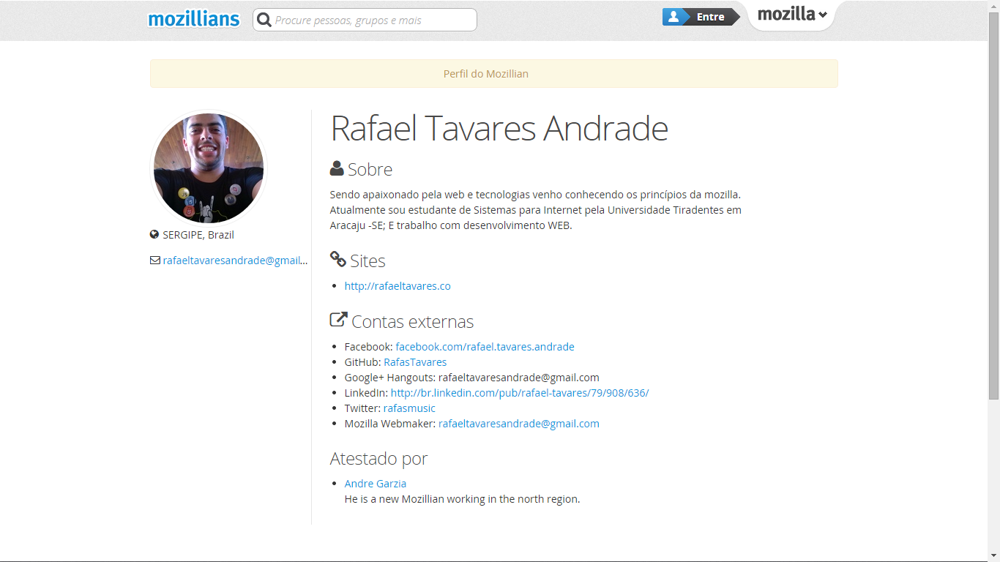 mozillians
Procure pessoas, grupos e mais
Entre
mozilla
Perfil do Mozillian
SERGIPE, Brazil
rafaeltavaresandrade@gmail...
Rafael Tavares Andrade
Sobre
Sendo apaixonado pela web e tecnologias venho conhecendo os princípios da mozilla.
Atualmente sou estudante de Sistemas para Internet pela Universidade Tiradentes em
Aracaju -SE; E trabalho com desenvolvimento WEB.
Sites
http://rafaeltavares.co
Contas externas
Facebook: facebook.com/rafael.tavares.andrade
GitHub: RafasTavares
Google+ Hangouts: rafaeltavaresandrade@gmail.com
LinkedIn: http://br.linkedin.com/pub/rafael-tavares/79/908/636/
Twitter: rafasmusic
Mozilla Webmaker: rafaeltavaresandrade@gmail.com
Atestado por
Andre Garzia
He is a new Mozillian working in the north region.